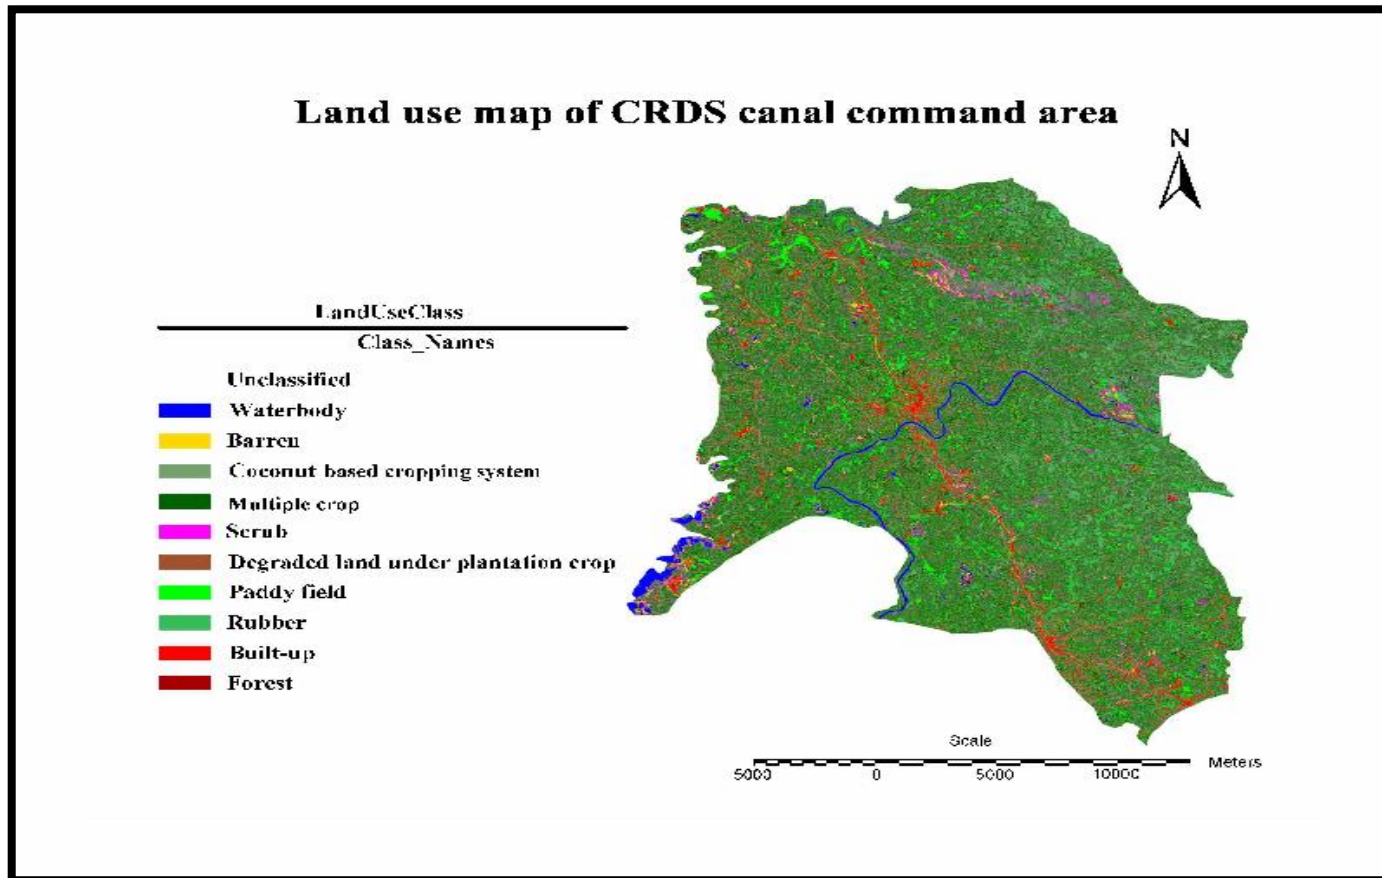 Land use map of CRDS canal command area
N
LandUseClass
Class_Names
Unclassified
Waterbody
Barren
Coconut based cropping system
Multiple crop
Scrub
Degraded land under plantation crop
Paddy field
Rubber
Built-up
Forest
Scale
5000 0 5000 10000 Meters